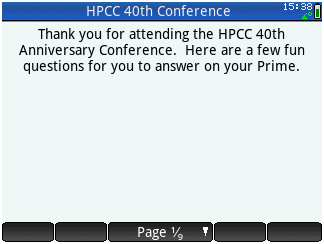 HPCC 40th Conference
15:38
Thank you for attending the HPCC 40th
Anniversary Conference.  Here are a few fun
questions for you to answer on your Prime.
Page 1/9